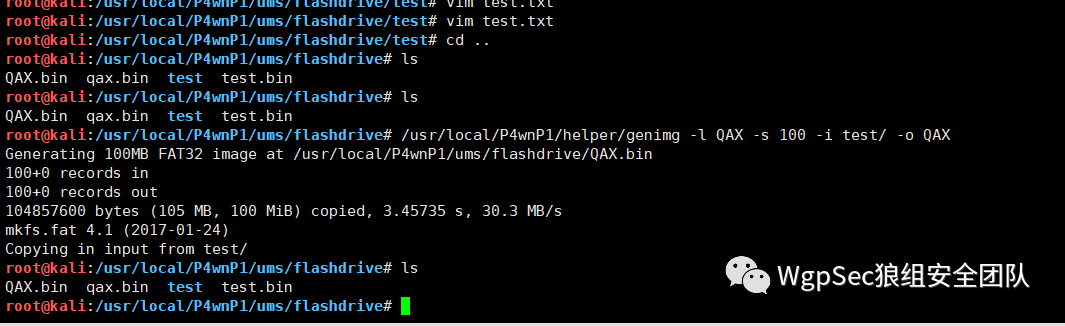 root@kali:/usr/local/P4wnP1/ums/flashdrive/test# vim test.txt
root@kali:/usr/local/P4wnP1/ums/flashdrive/test# vim test.txt
root@kali:/usr/local/P4wnP1/ums/flashdrive/test# cd ..
root@kali:/usr/local/P4wnP1/ums/flashdrive# ls
QAX.bin  qax.bin  test  test.bin
root@kali:/usr/local/P4wnP1/ums/flashdrive# ls
QAX.bin  qax.bin  test  test.bin
root@kali:/usr/local/P4wnP1/ums/flashdrive# /usr/local/P4wnP1/helper/genimg -l QAX -s 100 -i test/ -o QAX
Generating 100MB FAT32 image at /usr/local/P4wnP1/ums/flashdrive/QAX.bin
100+0 records in
100+0 records out
104857600 bytes (105 MB, 100 MiB) copied, 3.45735 s, 30.3 MB/s
mkfs.fat 4.1 (2017-01-24)
Copying in input from test/
root@kali:/usr/local/P4wnP1/ums/flashdrive# ls
QAX.bin  qax.bin  test  test.bin
root@kali:/usr/local/P4wnP1/ums/flashdrive#
WgpSec狼组安全团队